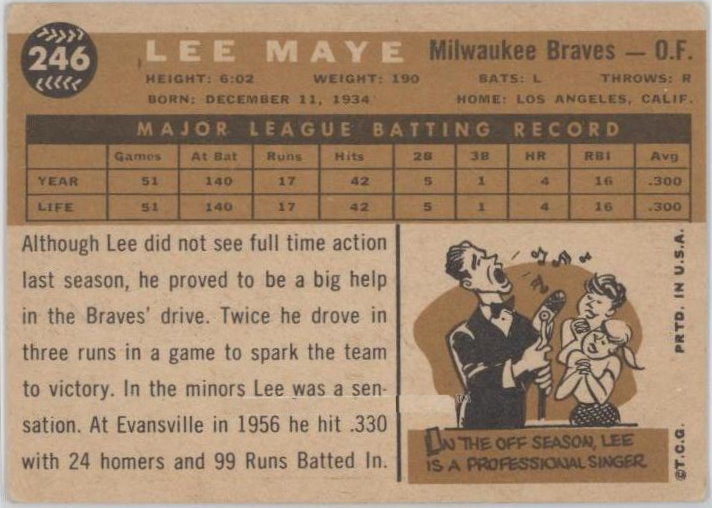 246
LEE MAYE Milwaukee Braves — O.F.
HEIGHT: 6:02 WEIGHT: 190 BATS: L THROWS: R
BORN: DECEMBER 11, 1934 HOME: LOS ANGELES, CALIF.
MAJOR LEAGUE BATTING RECORD
Games At Bat Runs Hits 2B 3B HR RBI Avg
YEAR 51 140 17 42 5 1 4 16 .300
LIFE 51 140 17 42 5 1 4 16 .300
Although Lee did not see full time action
last season, he proved to be a big help
in the Braves' drive. Twice he drove in
three runs in a game to spark the team
to victory. In the minors Lee was a sen-
sation. At Evansville in 1956 he hit .330
with 24 homers and 99 Runs Batted In.
IN THE OFF SEASON, LEE
IS A PROFESSIONAL SINGER
©T.C.G. PRTD. IN U.S.A.